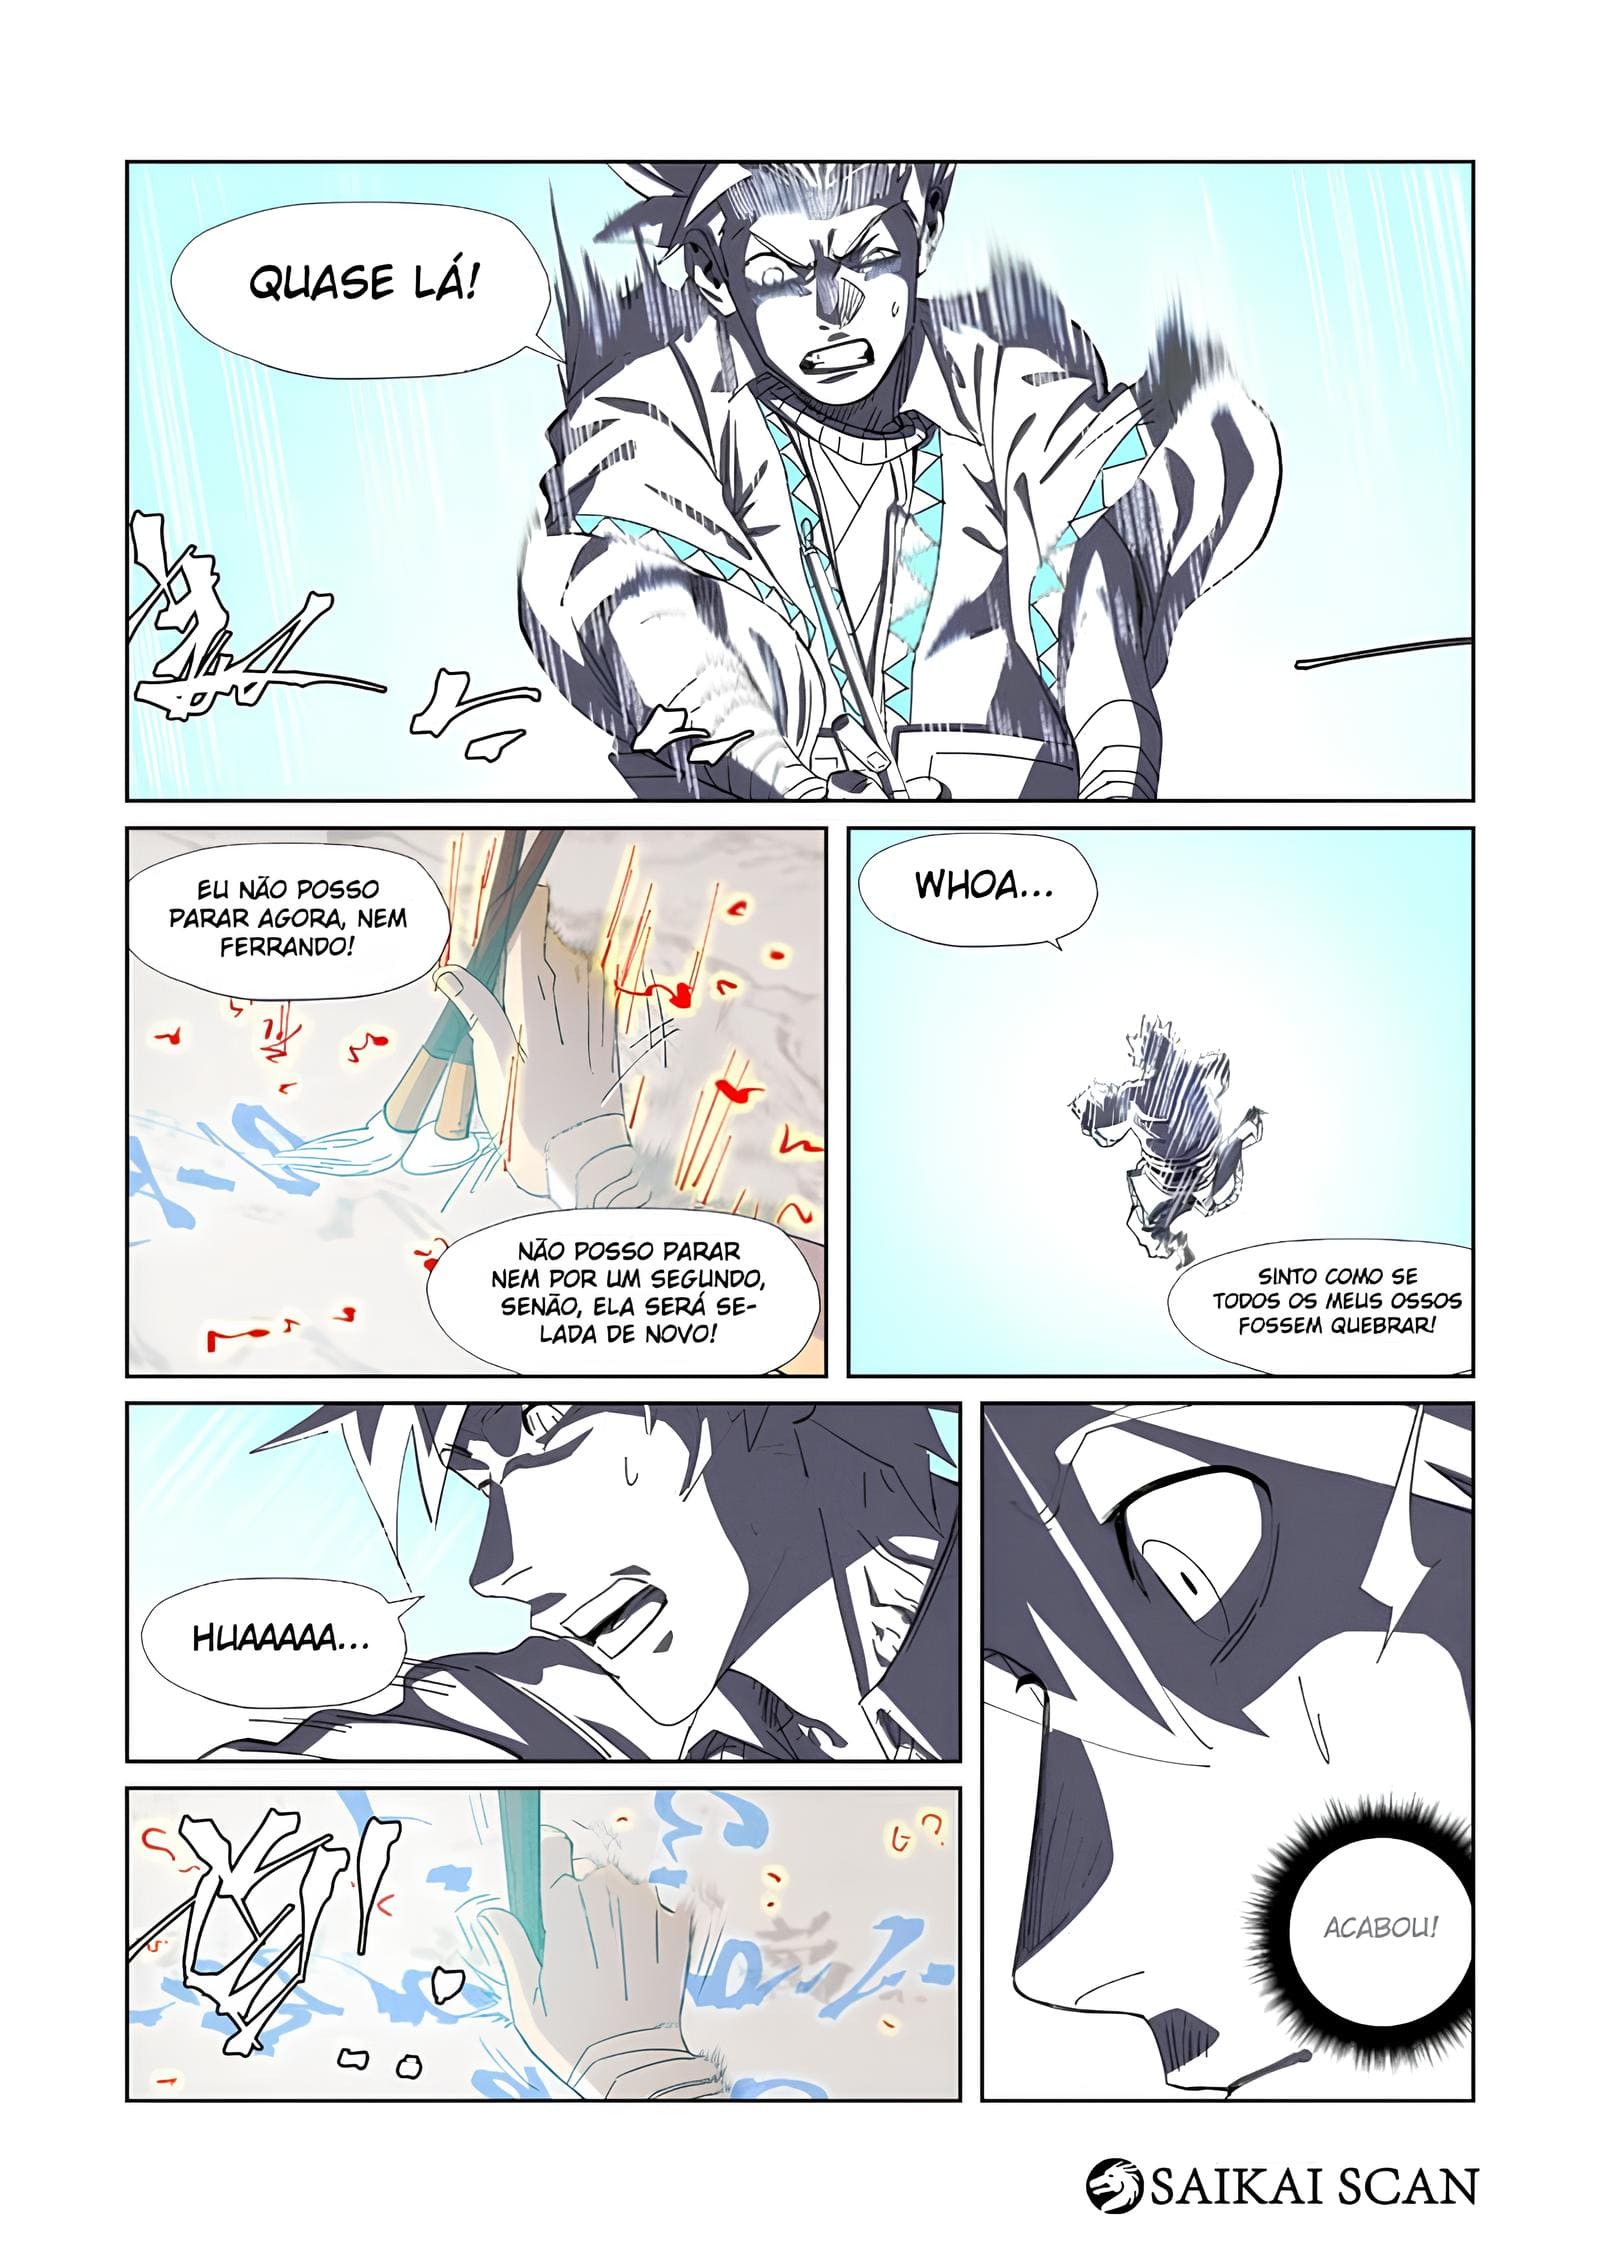 QUASE LÁ!
EU NÃO POSSO
PARAR AGORA, NEM
FERRANDO!
NÃO POSSO PARAR
NEM POR UM SEGUNDO,
SENÃO, ELA SERÁ SE-
LADA DE NOVO!
WHOA...
SINTO COMO SE
TODOS OS MEUS OSSOS
FOSSEM QUEBRAR!
HUAAAAA...
ACABOU!
SAIKAI SCAN